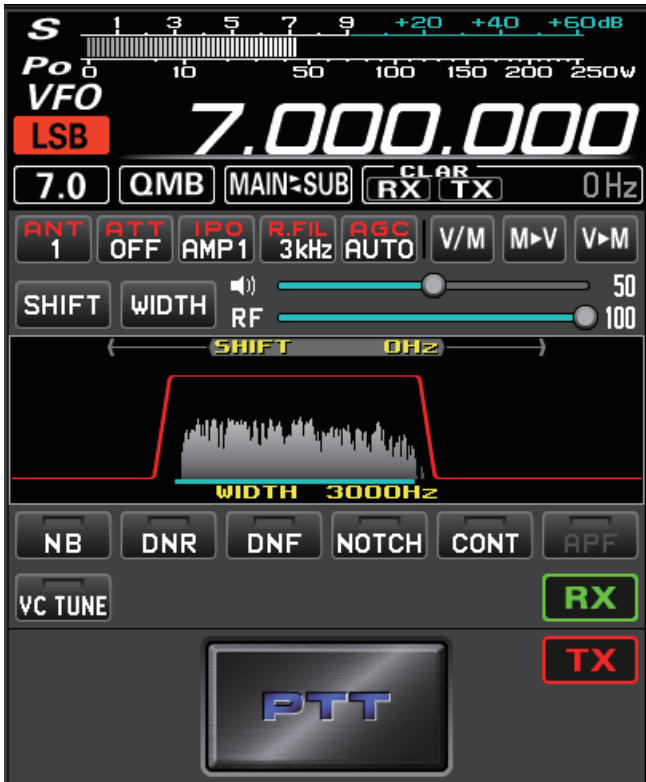 S 1 3 5 7 9 +20 +40 +60dB
Po 0 10 50 100 150 200 250W
VFO
LSB 7.000.000
7.0 QMB MAIN►SUB CLAR RX TX 0Hz
ANT ATT IPO R.FIL AGC
1 OFF AMP1 3kHz AUTO V/M M►V V►M
SHIFT WIDTH 50
RF 100
SHIFT 0Hz
WIDTH 3000Hz
NB DNR DNF NOTCH CONT APF
VC TUNE RX
TX
PTT